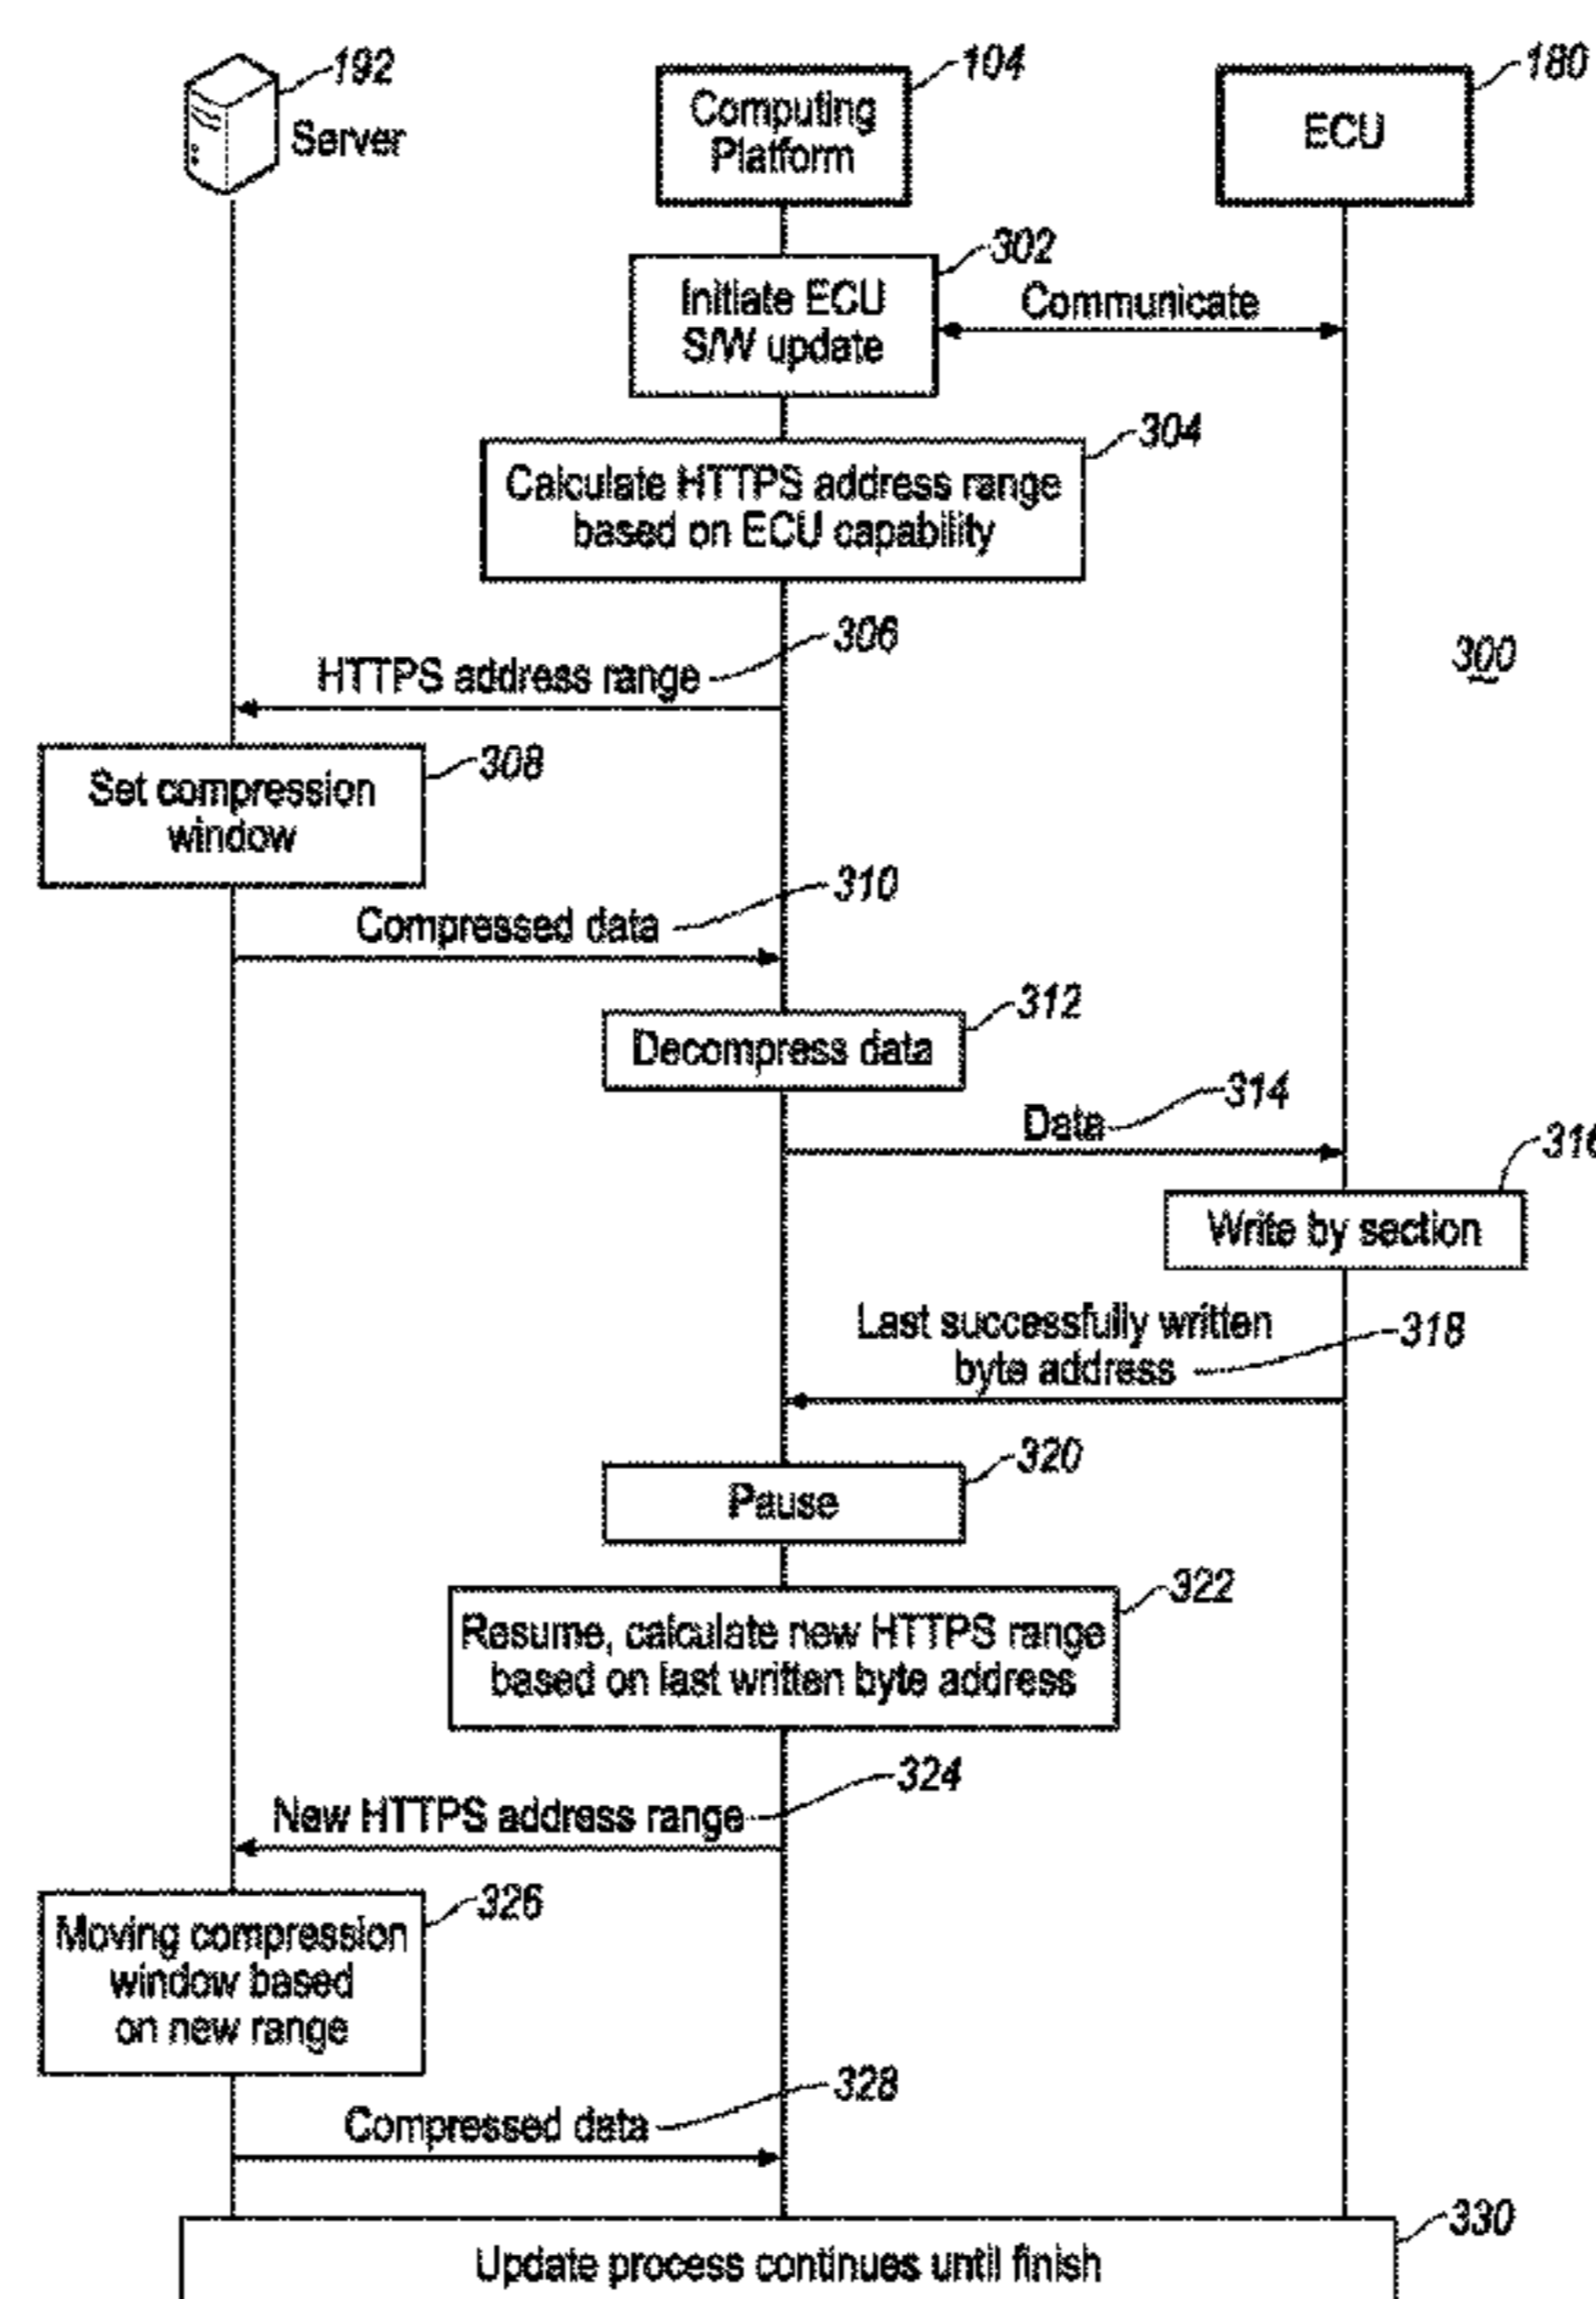 192
Server
104
Computing
Platform
180
ECU
302
Initiate ECU
S/W update
Communicate
304
Calculate HTTPS address range
based on ECU capability
306
HTTPS address range
300
308
Set compression
window
310
Compressed data
312
Decompress data
314
Data
316
Write by section
Last successfully written
byte address
318
320
Pause
322
Resume, calculate new HTTPS range
based on last written byte address
324
New HTTPS address range
326
Moving compression
window based
on new range
328
Compressed data
330
Update process continues until finish